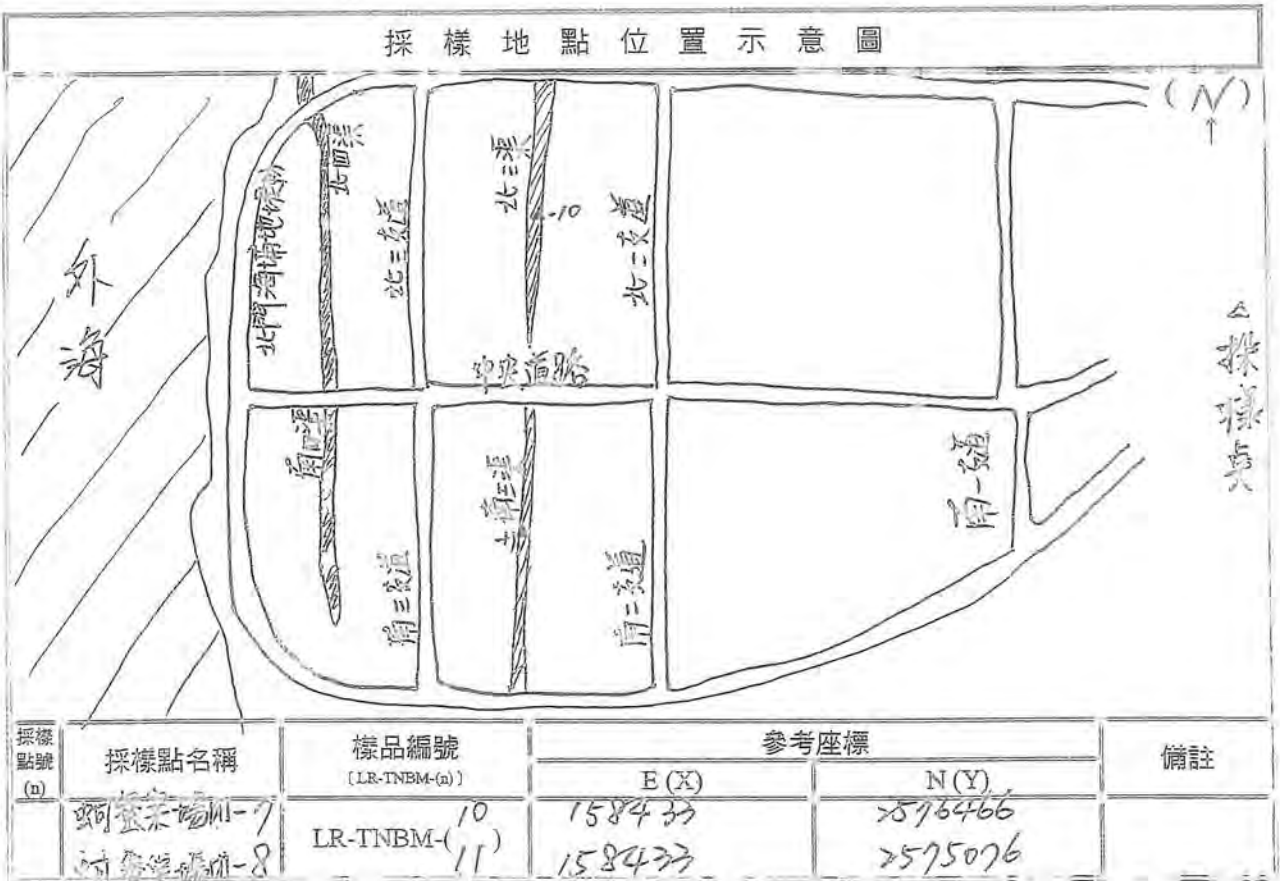 採樣地點位置示意圖
(N)
外海
北門海埔地堤防
北四渠
北三支道
北三渠
-10
北二支道
中央道路
△採樣點
南四渠
南三支道
南三渠
南二支道
南一支道
採樣點號(n)
採樣點名稱
樣品編號
[LR-TNBM-(n)]
參考座標
E (X)
N (Y)
備註
-7
10
158433
2576466
LR-TNBM-( )
-8
11
158433
2575076